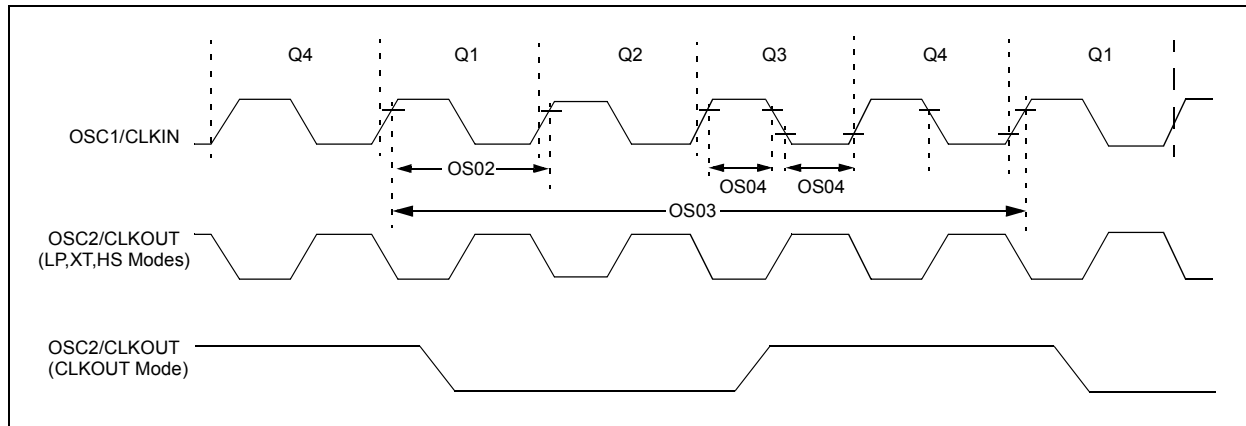 Q4 Q1 Q2 Q3 Q4 Q1
OSC1/CLKIN
OS02
OS04 OS04
OS03
OSC2/CLKOUT
(LP,XT,HS Modes)
OSC2/CLKOUT
(CLKOUT Mode)